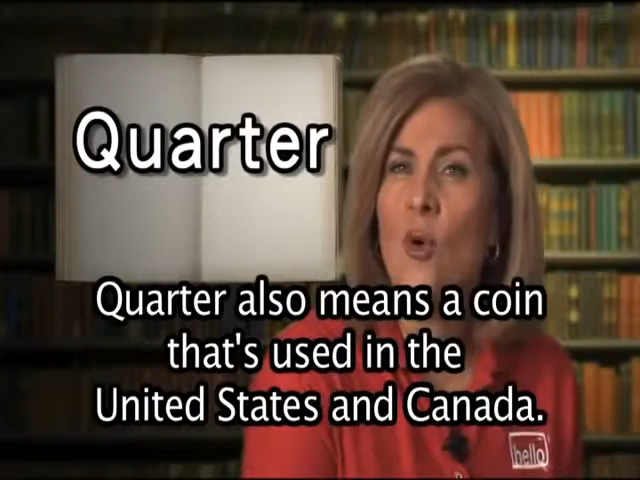 Quarter
Quarter also means a coin
that's used in the
United States and Canada.
hello